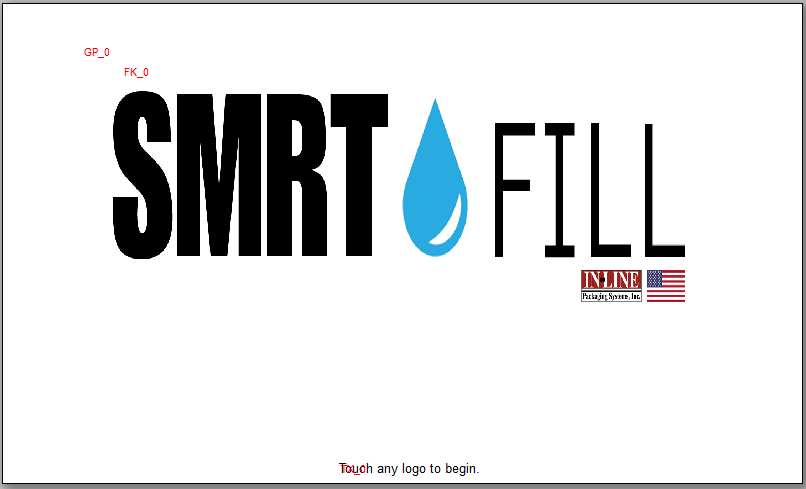 GP_0
FK_0
SMRT FILL
IN-LINE
Packaging Systems, Inc.
Touch any logo to begin.